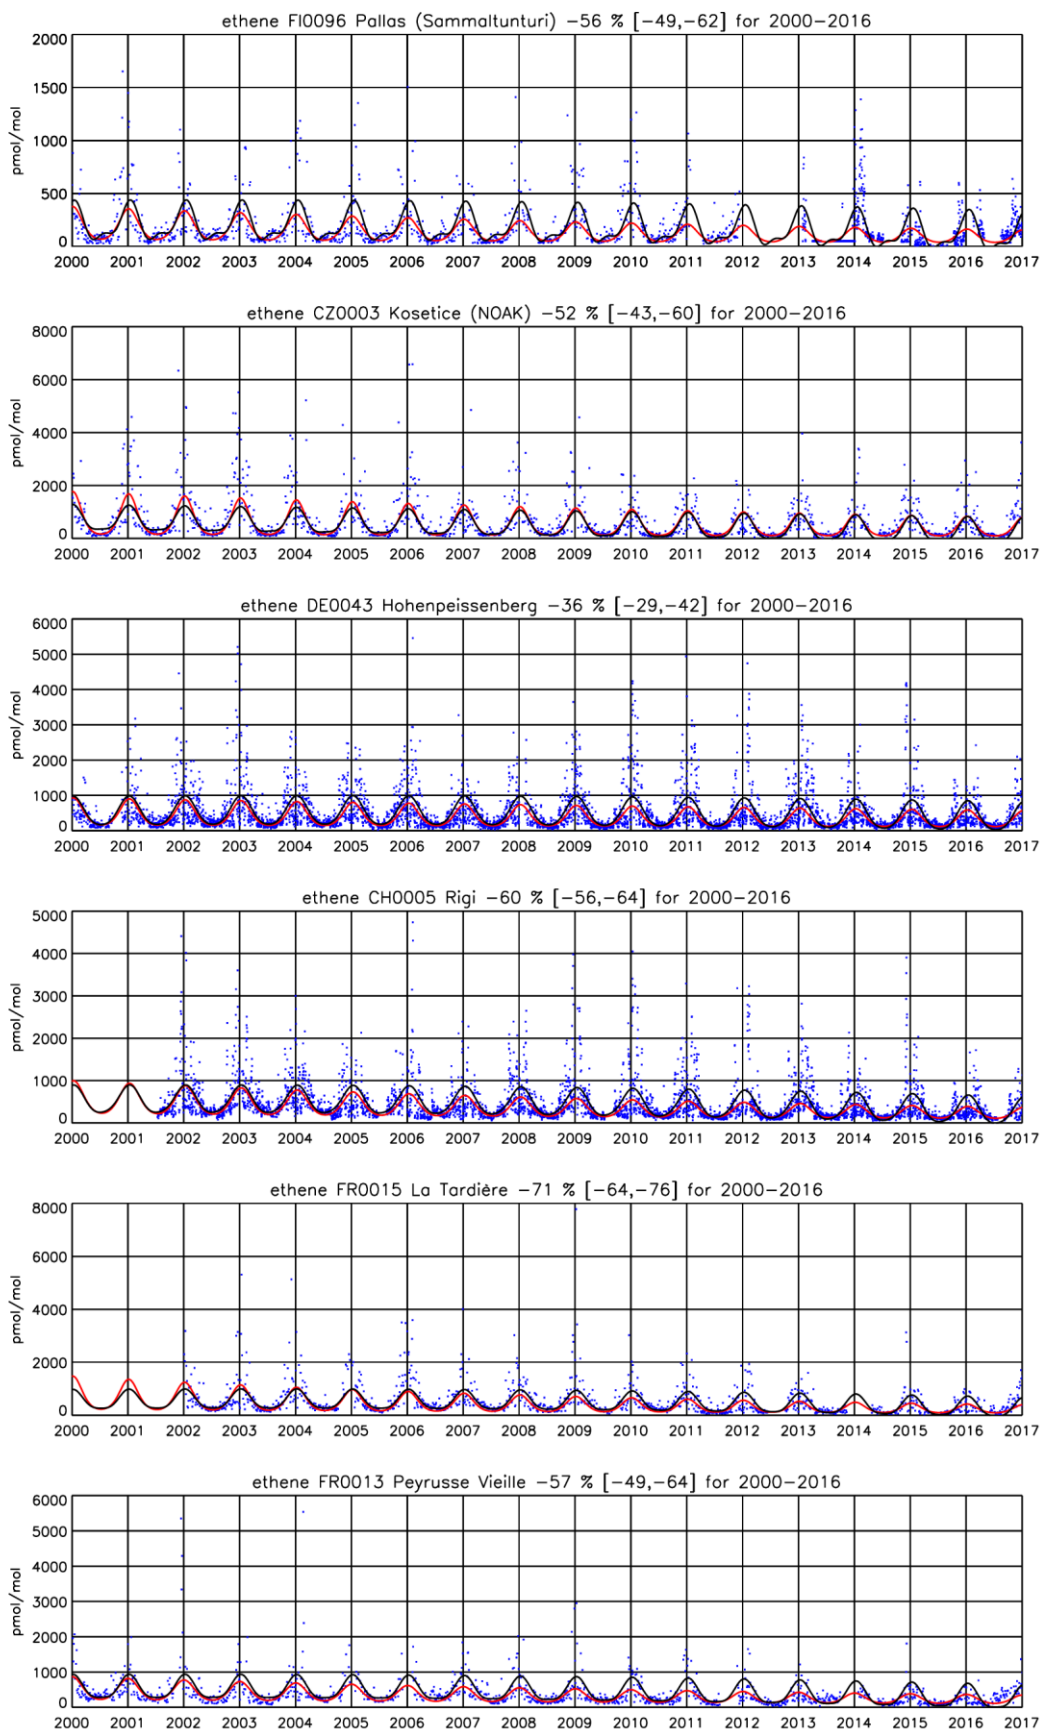 ethene FI0096 Pallas (Sammaltunturi) −56 % [−49,−62] for 2000−2016
2000
1500
1000
500
0
pmol/mol
2000 2001 2002 2003 2004 2005 2006 2007 2008 2009 2010 2011 2012 2013 2014 2015 2016 2017
ethene CZ0003 Kosetice (NOAK) −52 % [−43,−60] for 2000−2016
8000
6000
4000
2000
0
pmol/mol
2000 2001 2002 2003 2004 2005 2006 2007 2008 2009 2010 2011 2012 2013 2014 2015 2016 2017
ethene DE0043 Hohenpeissenberg −36 % [−29,−42] for 2000−2016
6000
5000
4000
3000
2000
1000
0
pmol/mol
2000 2001 2002 2003 2004 2005 2006 2007 2008 2009 2010 2011 2012 2013 2014 2015 2016 2017
ethene CH0005 Rigi −60 % [−56,−64] for 2000−2016
5000
4000
3000
2000
1000
0
pmol/mol
2000 2001 2002 2003 2004 2005 2006 2007 2008 2009 2010 2011 2012 2013 2014 2015 2016 2017
ethene FR0015 La Tardière −71 % [−64,−76] for 2000−2016
8000
6000
4000
2000
0
pmol/mol
2000 2001 2002 2003 2004 2005 2006 2007 2008 2009 2010 2011 2012 2013 2014 2015 2016 2017
ethene FR0013 Peyrusse Vieille −57 % [−49,−64] for 2000−2016
6000
5000
4000
3000
2000
1000
0
pmol/mol
2000 2001 2002 2003 2004 2005 2006 2007 2008 2009 2010 2011 2012 2013 2014 2015 2016 2017